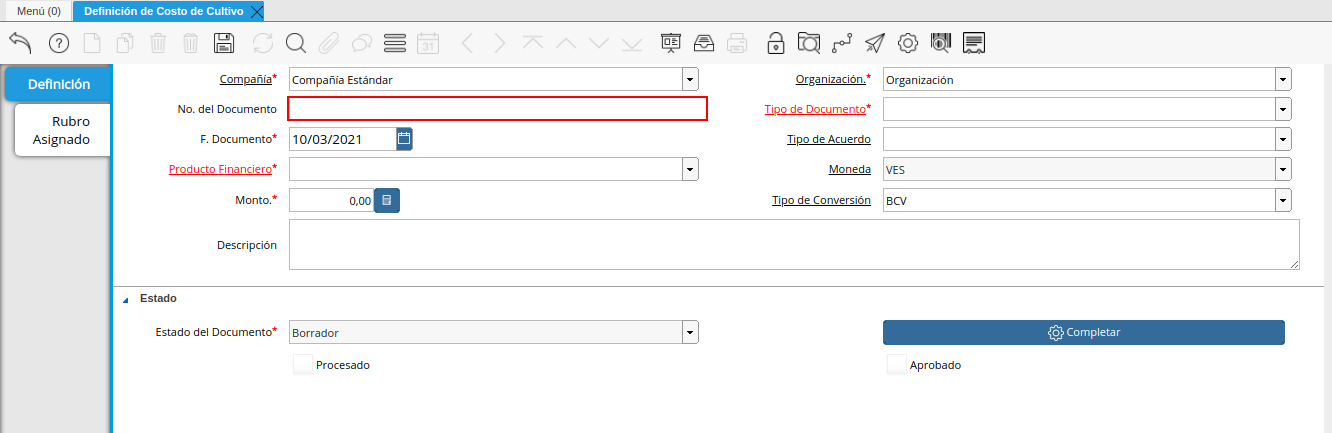 Menú (0)
Definición de Costo de Cultivo
31
Definición
Rubro
Asignado
Compañía* Compañía Estándar
Organización.* Organización
No. del Documento
Tipo de Documento*
F. Documento* 10/03/2021
Tipo de Acuerdo
Producto Financiero*
Moneda VES
Monto.* 0,00
Tipo de Conversión BCV
Descripción
Estado
Estado del Documento* Borrador
Completar
Procesado
Aprobado